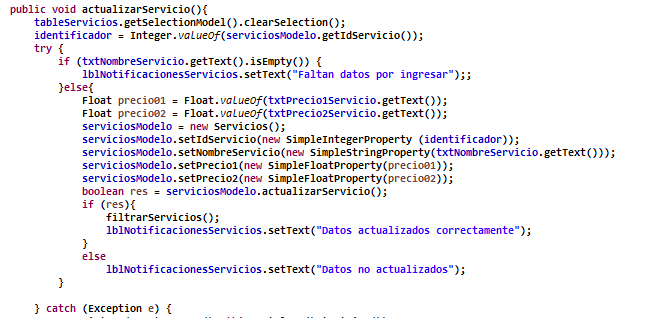 public void actualizarServicio(){
    tableServicios.getSelectionModel().clearSelection();
    identificador = Integer.valueOf(serviciosModelo.getIdServicio());
    try {
        if (txtNombreServicio.getText().isEmpty()) {
            lblNotificacionesServicios.setText("Faltan datos por ingresar");;
        }else{
            Float precio01 = Float.valueOf(txtPrecio1Servicio.getText());
            Float precio02 = Float.valueOf(txtPrecio2Servicio.getText());
            serviciosModelo = new Servicios();
            serviciosModelo.setIdServicio(new SimpleIntegerProperty (identificador));
            serviciosModelo.setNombreServicio(new SimpleStringProperty(txtNombreServicio.getText()));
            serviciosModelo.setPrecio1(new SimpleFloatProperty(precio01));
            serviciosModelo.setPrecio2(new SimpleFloatProperty(precio02));
            boolean res = serviciosModelo.actualizarServicio();
            if (res){
                filtrarServicios();
                lblNotificacionesServicios.setText("Datos actualizados correctamente");
            }
            else
                lblNotificacionesServicios.setText("Datos no actualizados");
        }
    } catch (Exception e) {